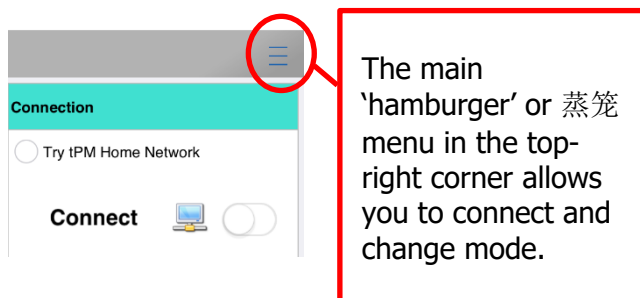 Connection
Try tPM Home Network
Connect
The main
‘hamburger’ or 蒸笼
menu in the top-
right corner allows
you to connect and
change mode.